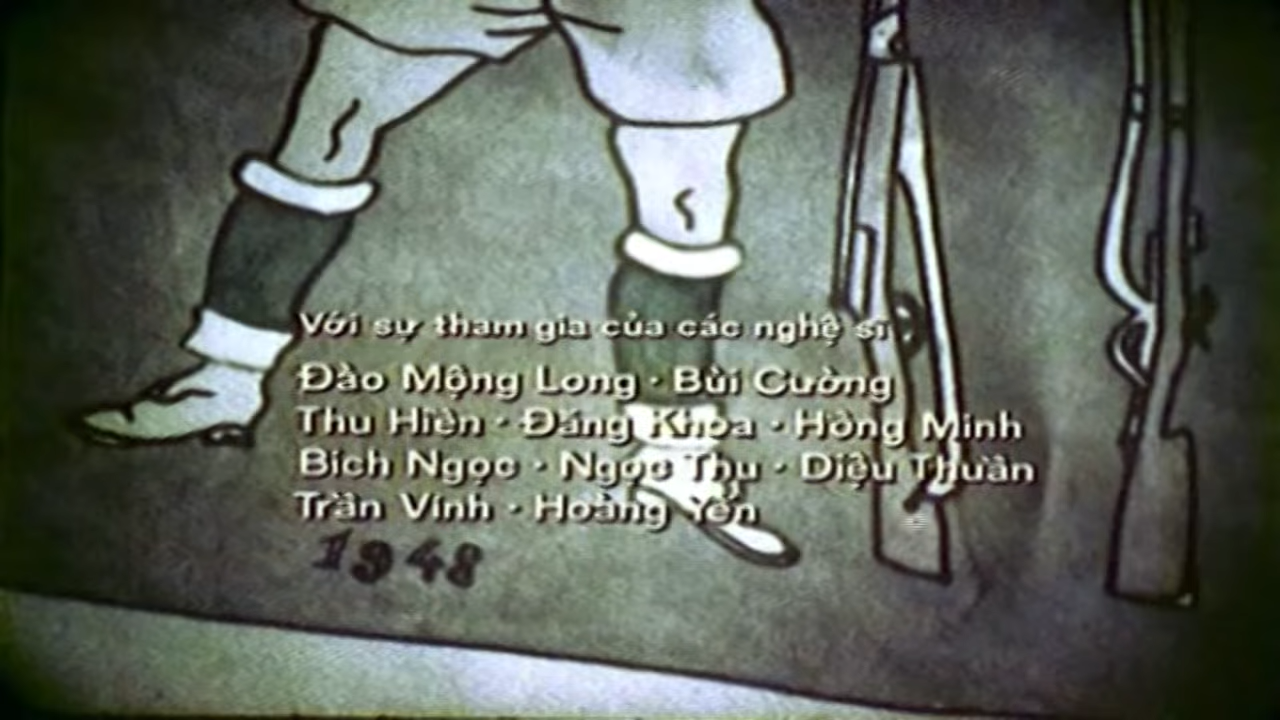 Với sự tham gia của các nghệ sĩ
Đào Mộng Long · Bùi Cường
Thu Hiền · Đăng Khoa · Hồng Minh
Bích Ngọc · Ngọc Thụ · Diệu Thuần
Trần Vinh · Hoàng Yến
1948